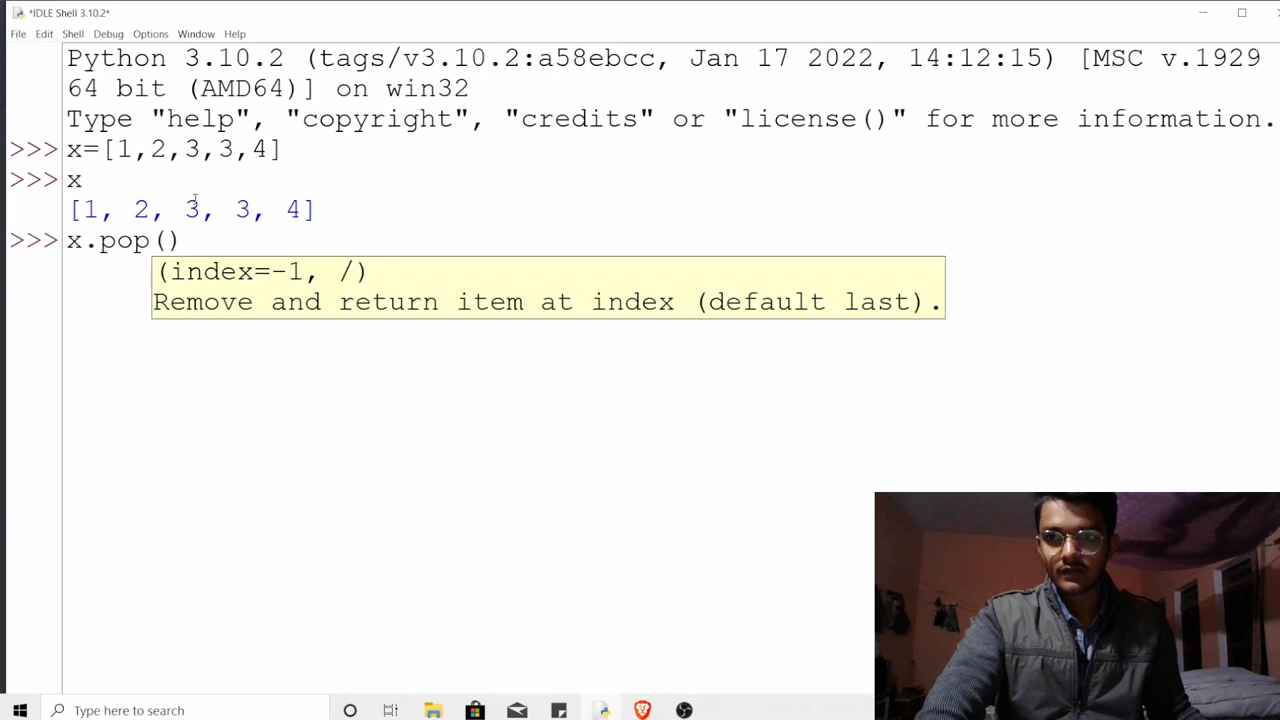 *IDLE Shell 3.10.2*
File Edit Shell Debug Options Window Help
Python 3.10.2 (tags/v3.10.2:a58ebcc, Jan 17 2022, 14:12:15) [MSC v.1929
64 bit (AMD64)] on win32
Type "help", "copyright", "credits" or "license()" for more information.
>>> x=[1,2,3,3,4]
>>> x
[1, 2, 3, 3, 4]
>>> x.pop()
(index=-1, /)
Remove and return item at index (default last).
Type here to search